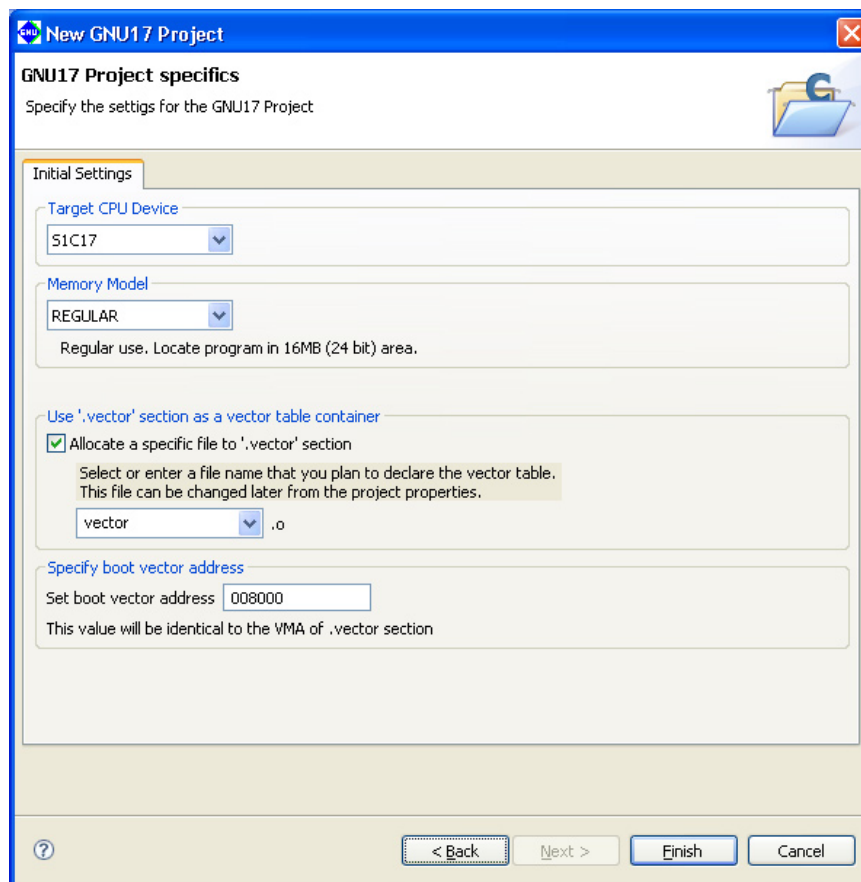 GNU
New GNU17 Project
GNU17 Project specifics
Specify the settigs for the GNU17 Project
C
Initial Settings
Target CPU Device
S1C17
Memory Model
REGULAR
Regular use. Locate program in 16MB (24 bit) area.
Use '.vector' section as a vector table container
Allocate a specific file to '.vector' section
Select or enter a file name that you plan to declare the vector table.
This file can be changed later from the project properties.
vector .o
Specify boot vector address
Set boot vector address 008000
This value will be identical to the VMA of .vector section
?
< Back Next > Finish Cancel